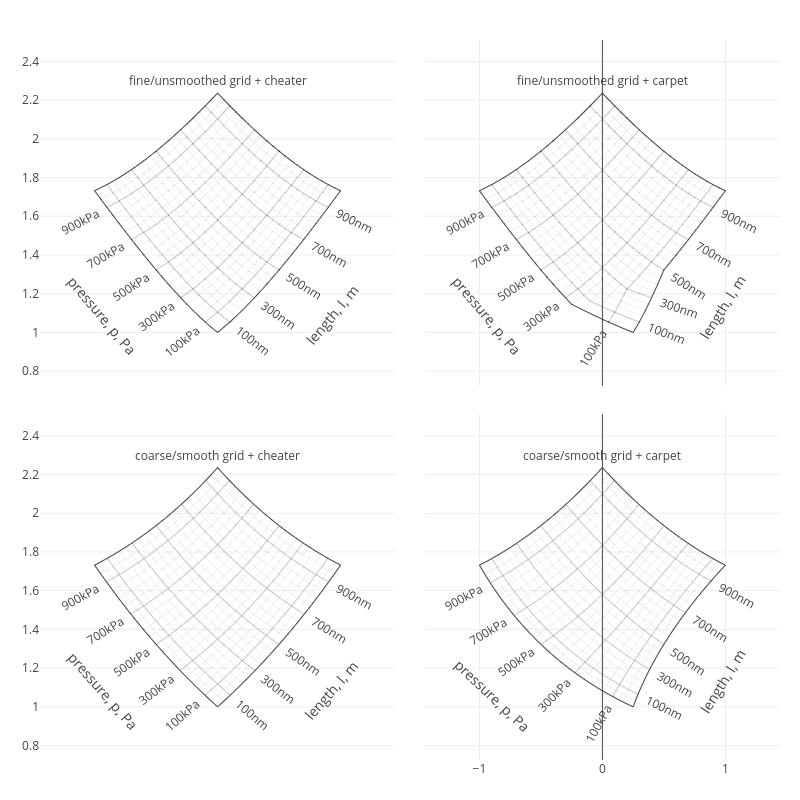 2.4
2.2
2
1.8
1.6
1.4
1.2
1
0.8
fine/unsmoothed grid + cheater
900kPa
700kPa
500kPa
300kPa
100kPa
pressure, p, Pa
900nm
700nm
500nm
300nm
100nm
length, l, m
fine/unsmoothed grid + carpet
900kPa
700kPa
500kPa
300kPa
100kPa
pressure, p, Pa
900nm
700nm
500nm
300nm
100nm
length, l, m
2.4
2.2
2
1.8
1.6
1.4
1.2
1
0.8
coarse/smooth grid + cheater
900kPa
700kPa
500kPa
300kPa
100kPa
pressure, p, Pa
900nm
700nm
500nm
300nm
100nm
length, l, m
coarse/smooth grid + carpet
900kPa
700kPa
500kPa
300kPa
100kPa
pressure, p, Pa
900nm
700nm
500nm
300nm
100nm
length, l, m
−1
0
1